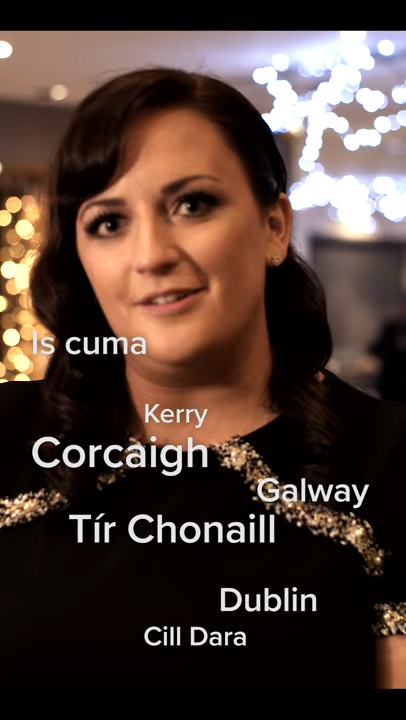 Is cuma
Kerry
Corcaigh
Galway
Tír Chonaill
Dublin
Cill Dara